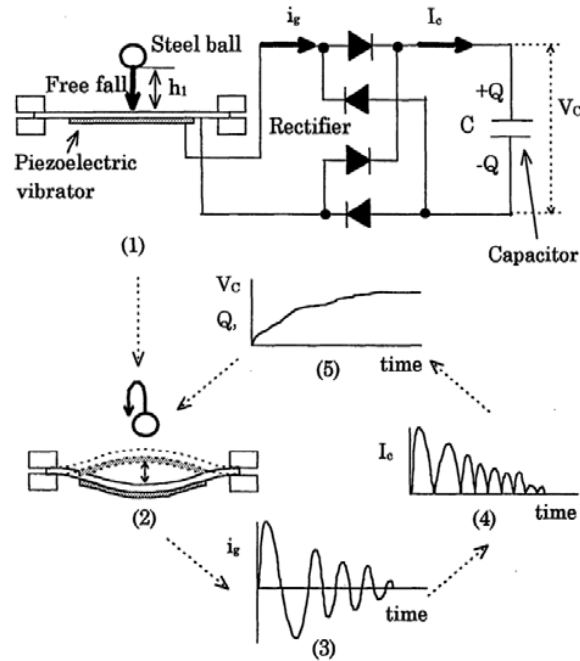 Steel ball
Free fall
h1
ig
Ic
Rectifier
+Q
C
-Q
Vc
Piezoelectric
vibrator
Capacitor
(1)
Vc
Q,
time
(5)
(2)
ig
time
(3)
Ic
time
(4)